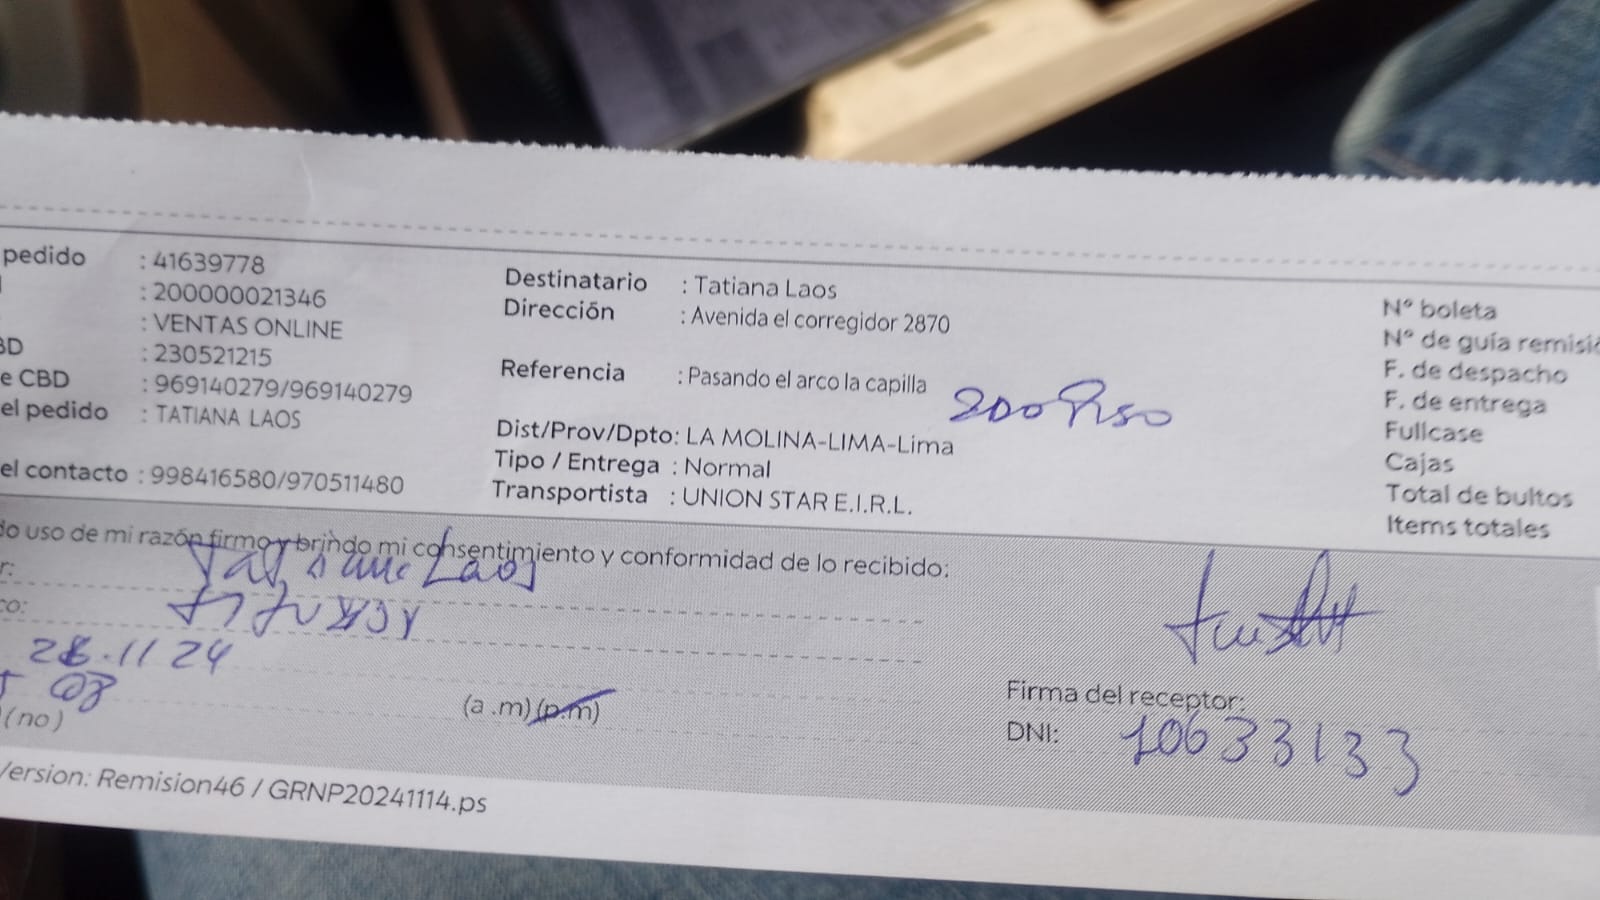 pedido : 41639778
: 200000021346
: VENTAS ONLINE
BD : 230521215
e CBD : 969140279/969140279
el pedido : TATIANA LAOS
el contacto : 998416580/970511480
Destinatario : Tatiana Laos
Dirección : Avenida el corregidor 2870
Referencia : Pasando el arco la capilla
2DO Piso
Dist/Prov/Dpto: LA MOLINA-LIMA-Lima
Tipo / Entrega : Normal
Transportista : UNION STAR E.I.R.L.
N° boleta
N° de guía remisió
F. de despacho
F. de entrega
Fullcase
Cajas
Total de bultos
Items totales
do uso de mi razón firmo y brindo mi consentimiento y conformidad de lo recibido:
r: Tatiana Laos
co:
28.11 24
(a .m) (p.m)
(no)
Firma del receptor:
DNI: 10633133
Version: Remision46 / GRNP20241114.ps